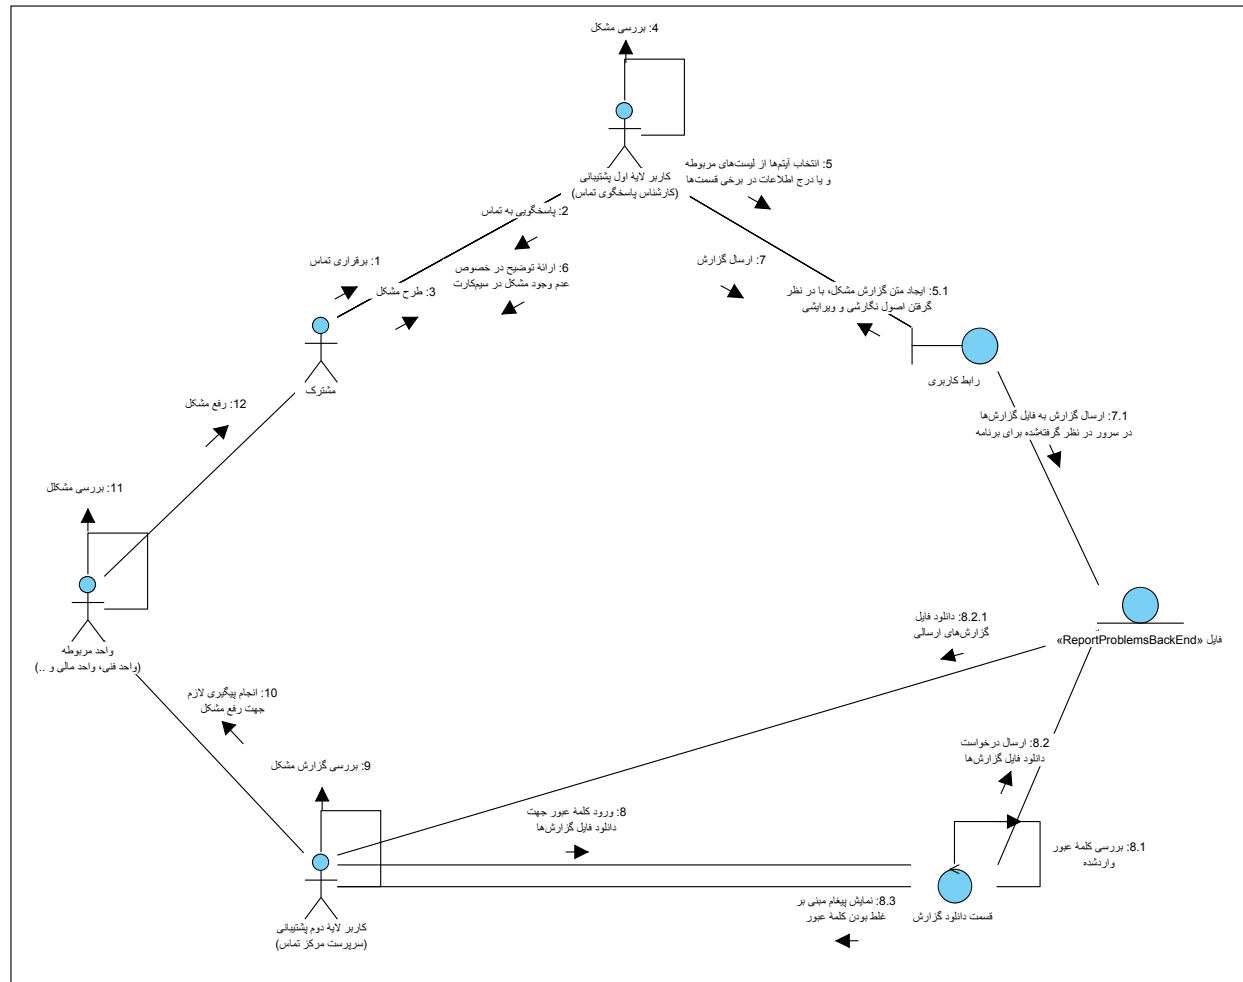 4: بررسی مشکل
کاربر لایهٔ اول پشتیبانی
(کارشناس پاسخگوی تماس)
5: انتخاب آیتم‌ها از لیست‌های مربوطه
و یا درج اطلاعات در برخی قسمت‌ها
2: پاسخگویی به تماس
1: برقراری تماس
6: ارائهٔ توضیح در خصوص
عدم وجود مشکل در سیم‌کارت
3: طرح مشکل
7: ارسال گزارش
5.1: ایجاد متن گزارش مشکل، با در نظر
گرفتن اصول نگارشی و ویرایشی
مشترک
رابط کاربری
12: رفع مشکل
7.1: ارسال گزارش به فایل گزارش‌ها
در سرور در نظر گرفته‌شده برای برنامه
11: بررسی مشکلل
واحد مربوطه
(واحد فنی، واحد مالی و ..)
8.2.1: دانلود فایل
گزارش‌های ارسالی
فایل «ReportProblemsBackEnd»
10: انجام پیگیری لازم
جهت رفع مشکل
9: بررسی گزارش مشکل
8.2: ارسال درخواست
دانلود فایل گزارش‌ها
8: ورود کلمهٔ عبور جهت
دانلود فایل گزارش‌ها
8.1: بررسی کلمهٔ عبور
واردشده
8.3: نمایش پیغام مبنی بر
غلط بودن کلمهٔ عبور
قسمت دانلود گزارش
کاربر لایهٔ دوم پشتیبانی
(سرپرست مرکز تماس)